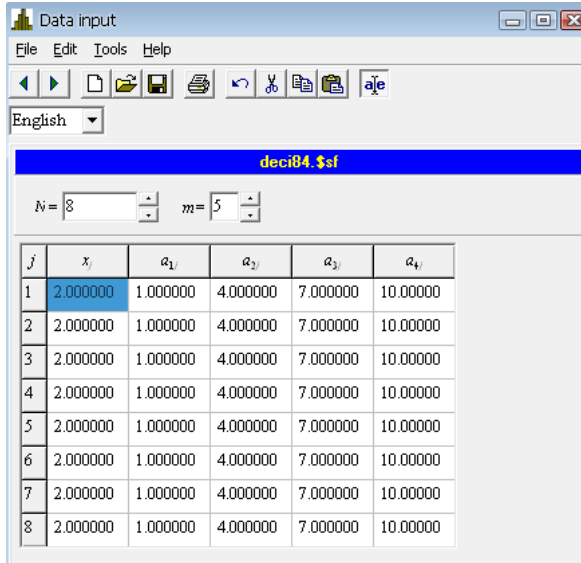 Data input
File Edit Tools Help
aje
English
deci84.$sf
N= 8 m= 5
j xj a1j a2j a3j a4j
1 2.000000 1.000000 4.000000 7.000000 10.00000
2 2.000000 1.000000 4.000000 7.000000 10.00000
3 2.000000 1.000000 4.000000 7.000000 10.00000
4 2.000000 1.000000 4.000000 7.000000 10.00000
5 2.000000 1.000000 4.000000 7.000000 10.00000
6 2.000000 1.000000 4.000000 7.000000 10.00000
7 2.000000 1.000000 4.000000 7.000000 10.00000
8 2.000000 1.000000 4.000000 7.000000 10.00000